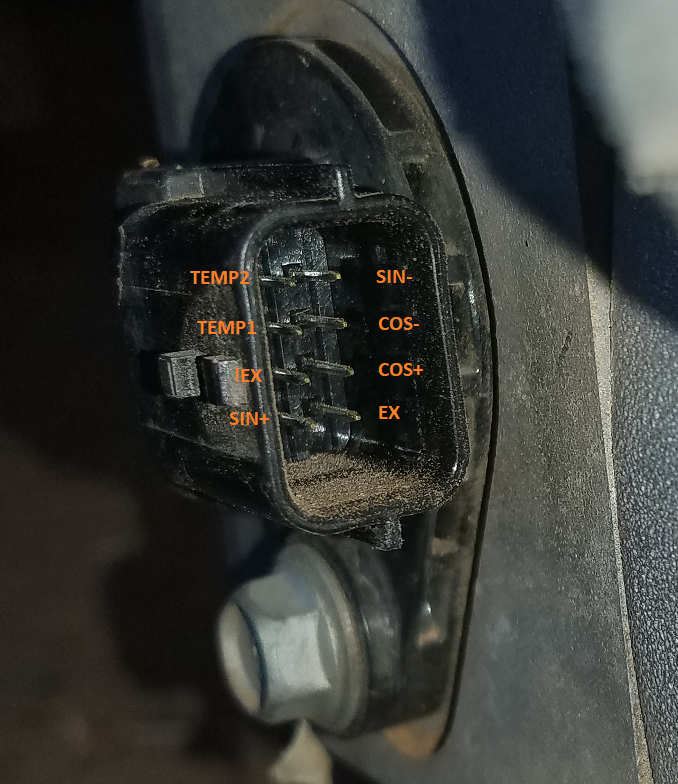 TEMP2 SIN-
TEMP1 COS-
IEX COS+
SIN+ EX